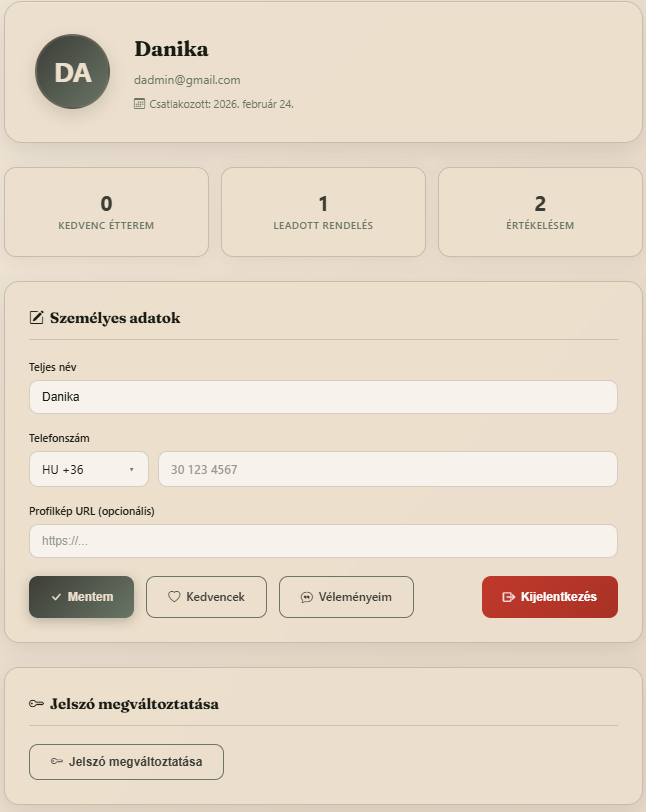 DA
Danika
dadmin@gmail.com
Csatlakozott: 2026. február 24.
0
KEDVENC ÉTTEREM
1
LEADOTT RENDELÉS
2
ÉRTÉKELÉSEM
Személyes adatok
Teljes név
Danika
Telefonszám
HU +36
30 123 4567
Profilkép URL (opcionális)
https://...
Mentem
Kedvencek
Véleményeim
Kijelentkezés
Jelszó megváltoztatása
Jelszó megváltoztatása